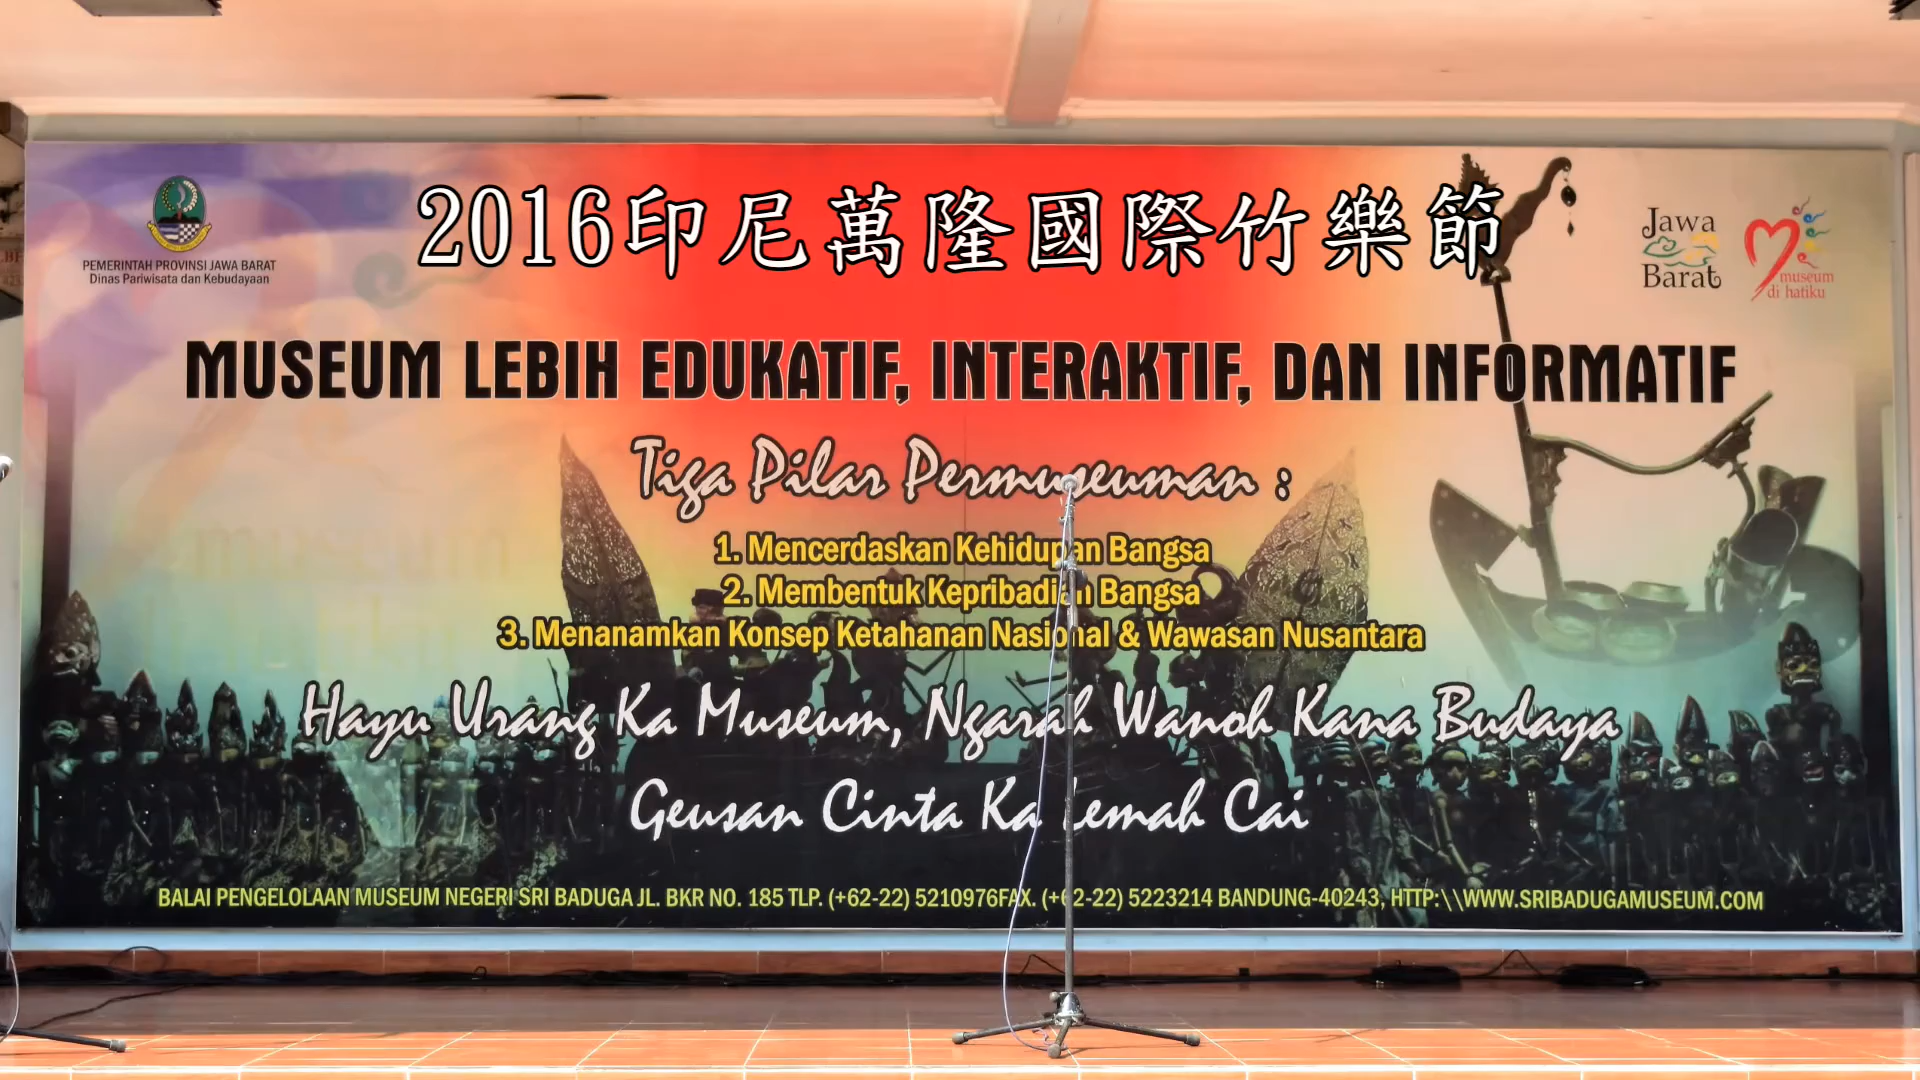 2016印尼萬隆國際竹樂節
PEMERINTAH PROVINSI JAWA BARAT
Dinas Pariwisata dan Kebudayaan
Jawa
Barat
museum
di hatiku
MUSEUM LEBIH EDUKATIF, INTERAKTIF, DAN INFORMATIF
Tiga Pilar Permuseuman :
1. Mencerdaskan Kehidupan Bangsa
2. Membentuk Kepribadian Bangsa
3. Menanamkan Konsep Ketahanan Nasional & Wawasan Nusantara
Hayu Urang Ka Museum, Ngarah Wanoh Kana Budaya
Geusan Cinta Ka Lemah Cai
BALAI PENGELOLAAN MUSEUM NEGERI SRI BADUGA JL. BKR NO. 185 TLP. (+62-22) 5210976FAX. (+62-22) 5223214 BANDUNG-40243, HTTP:\\WWW.SRIBADUGAMUSEUM.COM